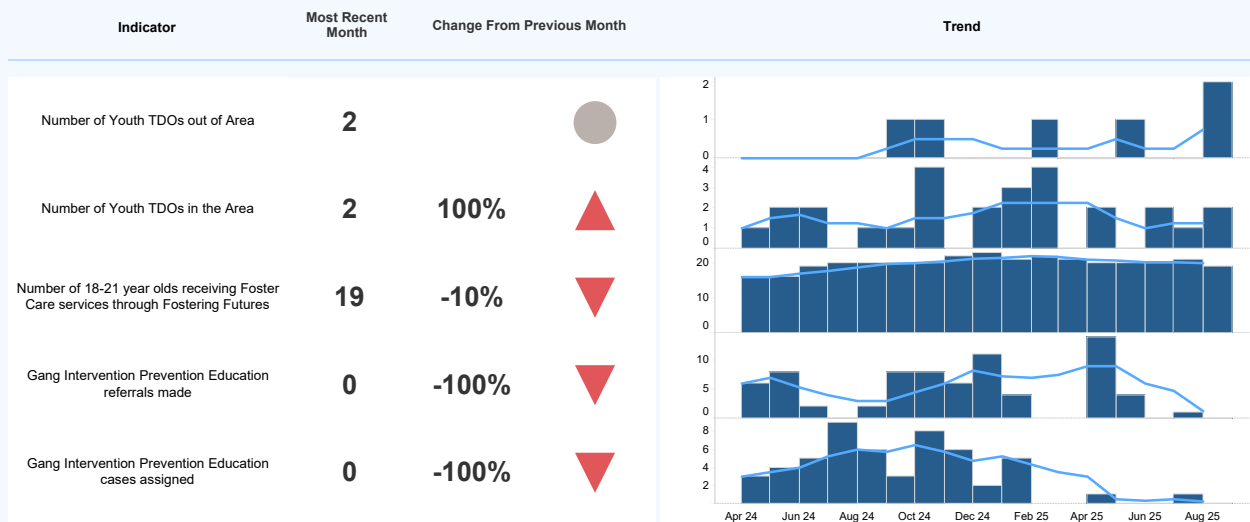 Indicator
Most Recent
Month
Change From Previous Month
Trend
Number of Youth TDOs out of Area
2
2
1
0
Number of Youth TDOs in the Area
2
100%
4
3
2
1
0
Number of 18-21 year olds receiving Foster
Care services through Fostering Futures
19
-10%
20
10
0
Gang Intervention Prevention Education
referrals made
0
-100%
10
5
0
Gang Intervention Prevention Education
cases assigned
0
-100%
8
6
4
2
Apr 24 Jun 24 Aug 24 Oct 24 Dec 24 Feb 25 Apr 25 Jun 25 Aug 25